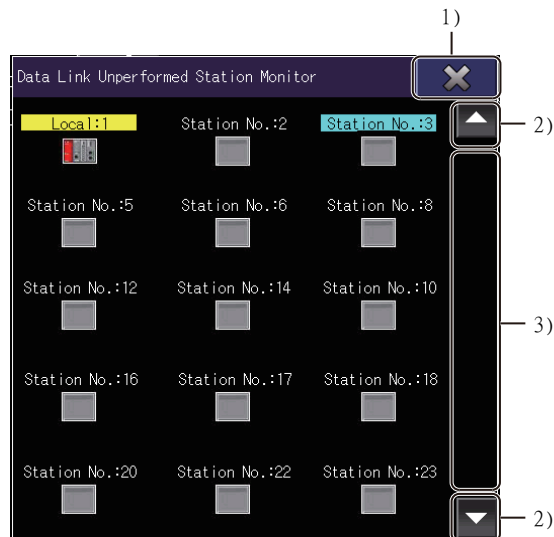 1)
Data Link Unperformed Station Monitor
Local:1 Station No.:2 Station No.:3
2)
Station No.:5 Station No.:6 Station No.:8
Station No.:12 Station No.:14 Station No.:10
3)
Station No.:16 Station No.:17 Station No.:18
Station No.:20 Station No.:22 Station No.:23
2)